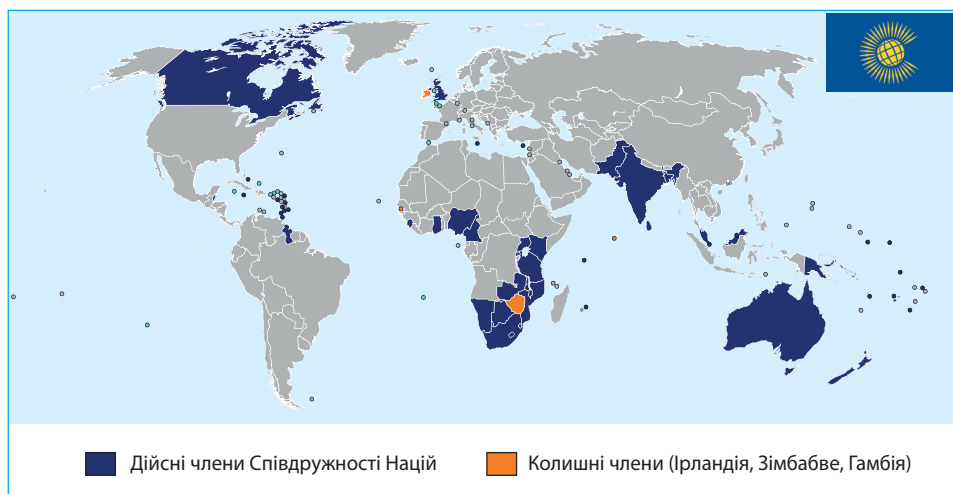 Дійсні члени Співдружності Націй
Колишні члени (Ірландія, Зімбабве, Гамбія)